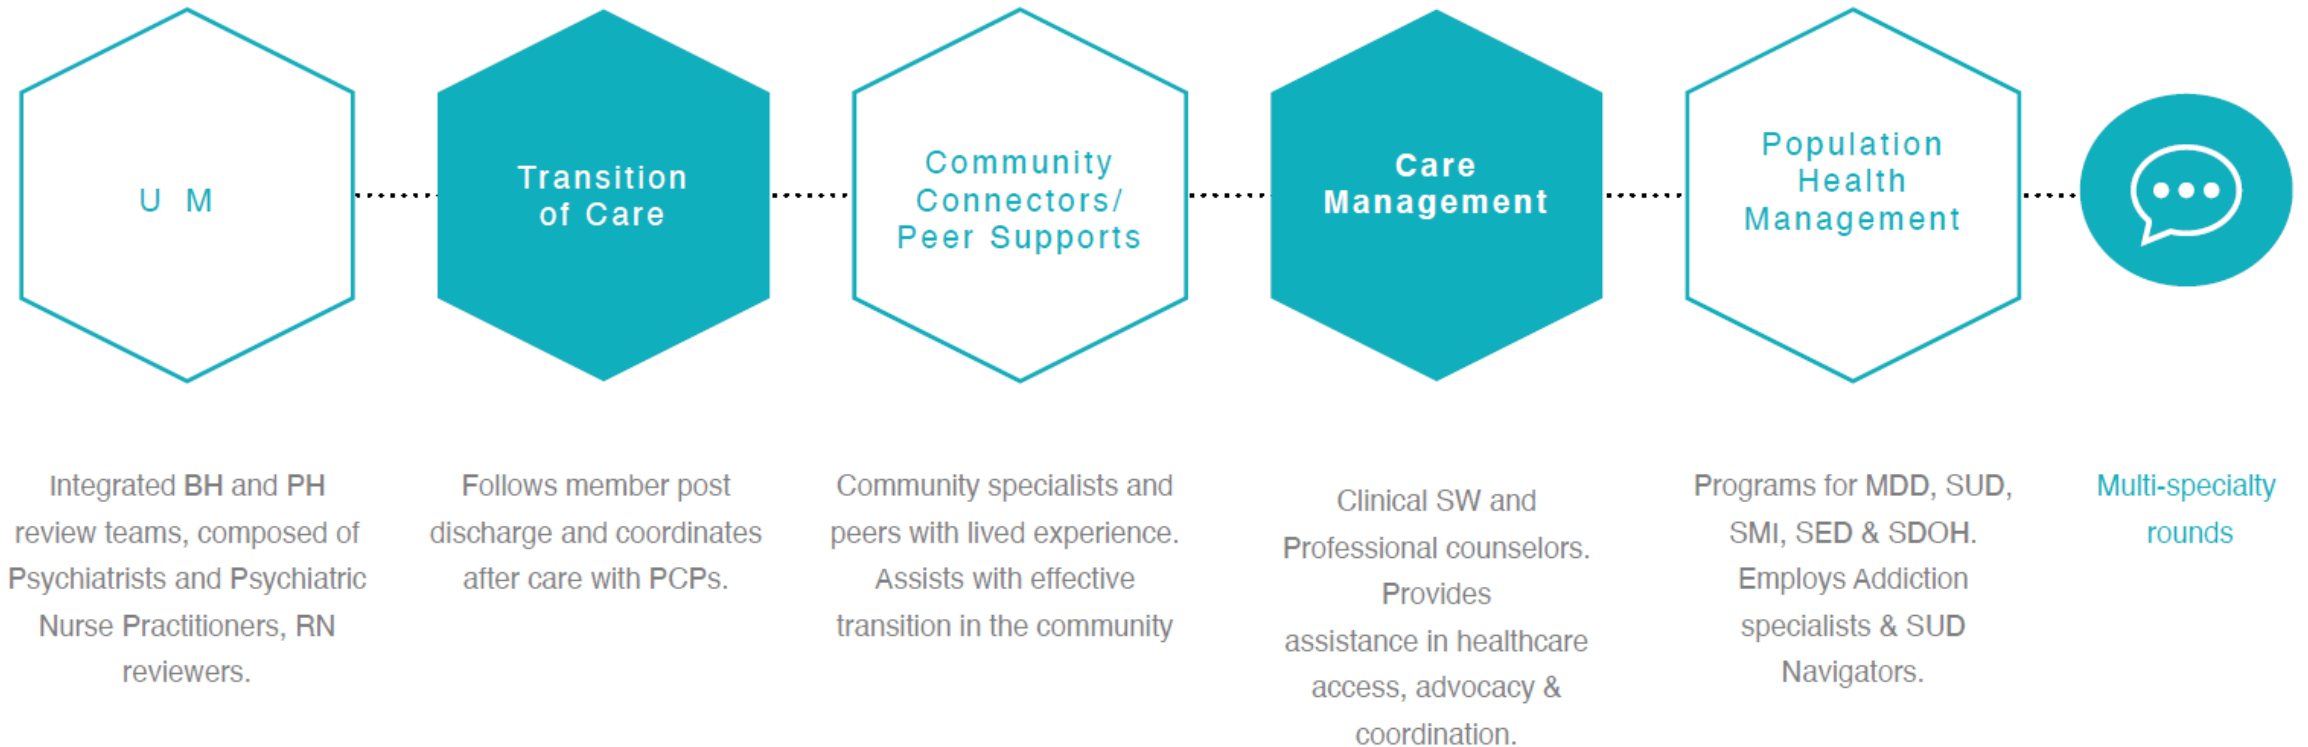 U M
Transition
of Care
Community
Connectors/
Peer Supports
Care
Management
Population
Health
Management
Integrated BH and PH
review teams, composed of
Psychiatrists and Psychiatric
Nurse Practitioners, RN
reviewers.
Follows member post
discharge and coordinates
after care with PCPs.
Community specialists and
peers with lived experience.
Assists with effective
transition in the community
Clinical SW and
Professional counselors.
Provides
assistance in healthcare
access, advocacy &
coordination.
Programs for MDD, SUD,
SMI, SED & SDOH.
Employs Addiction
specialists & SUD
Navigators.
Multi-specialty
rounds